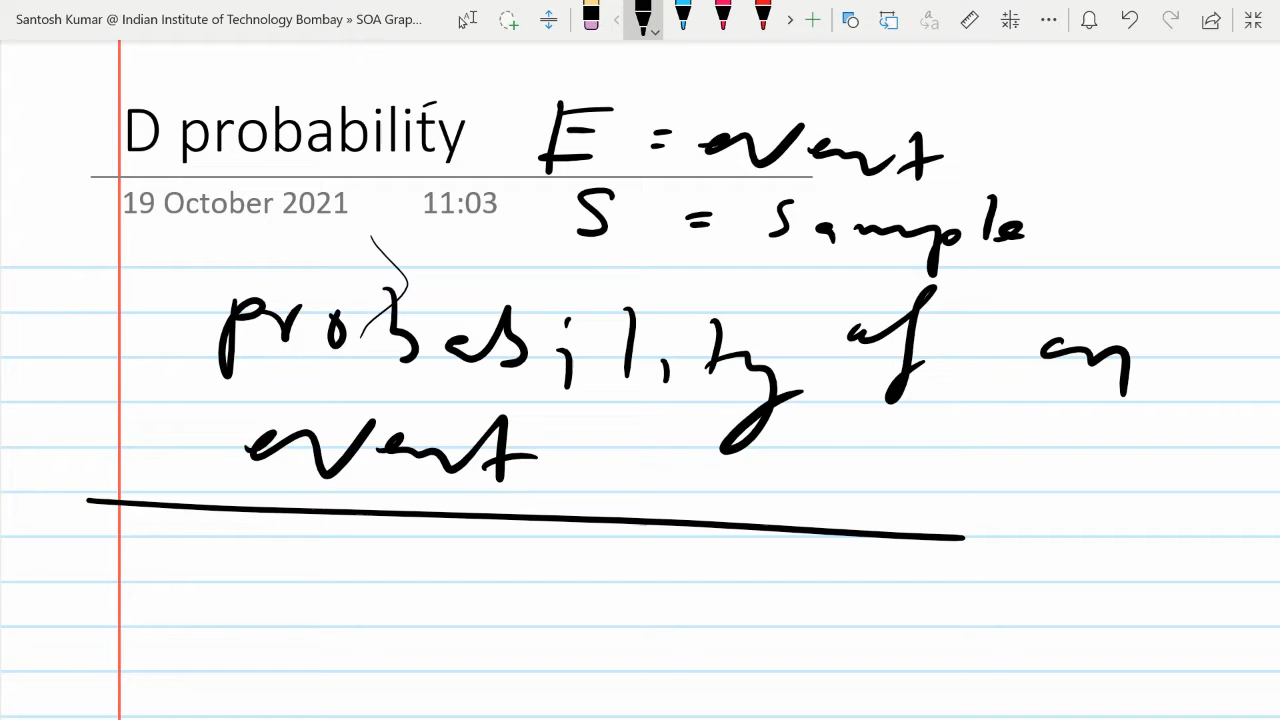 Santosh Kumar @ Indian Institute of Technology Bombay » SOA Grap...
D probability
E = event
19 October 2021 11:03
S = Sample
probability of an
event